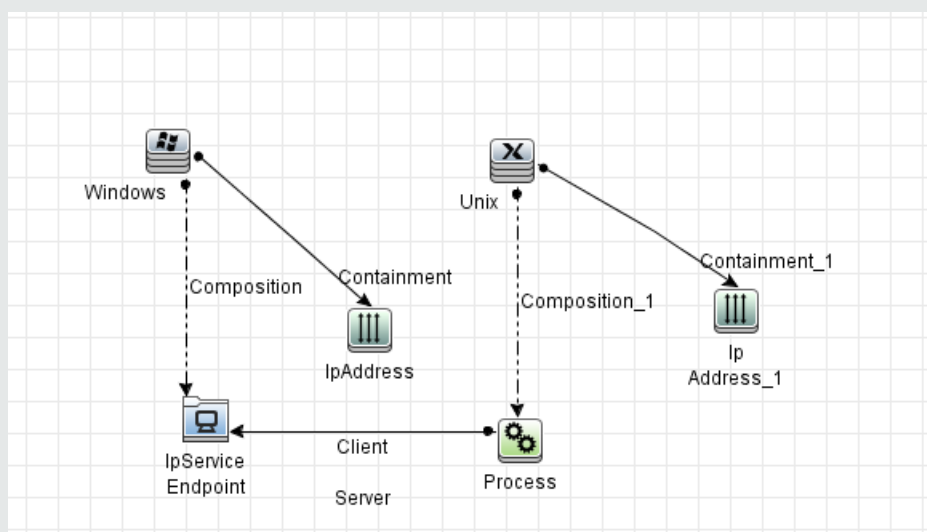 Windows
Unix
Composition
Containment
Composition_1
Containment_1
IpAddress
Ip
Address_1
IpService
Endpoint
Client
Server
Process